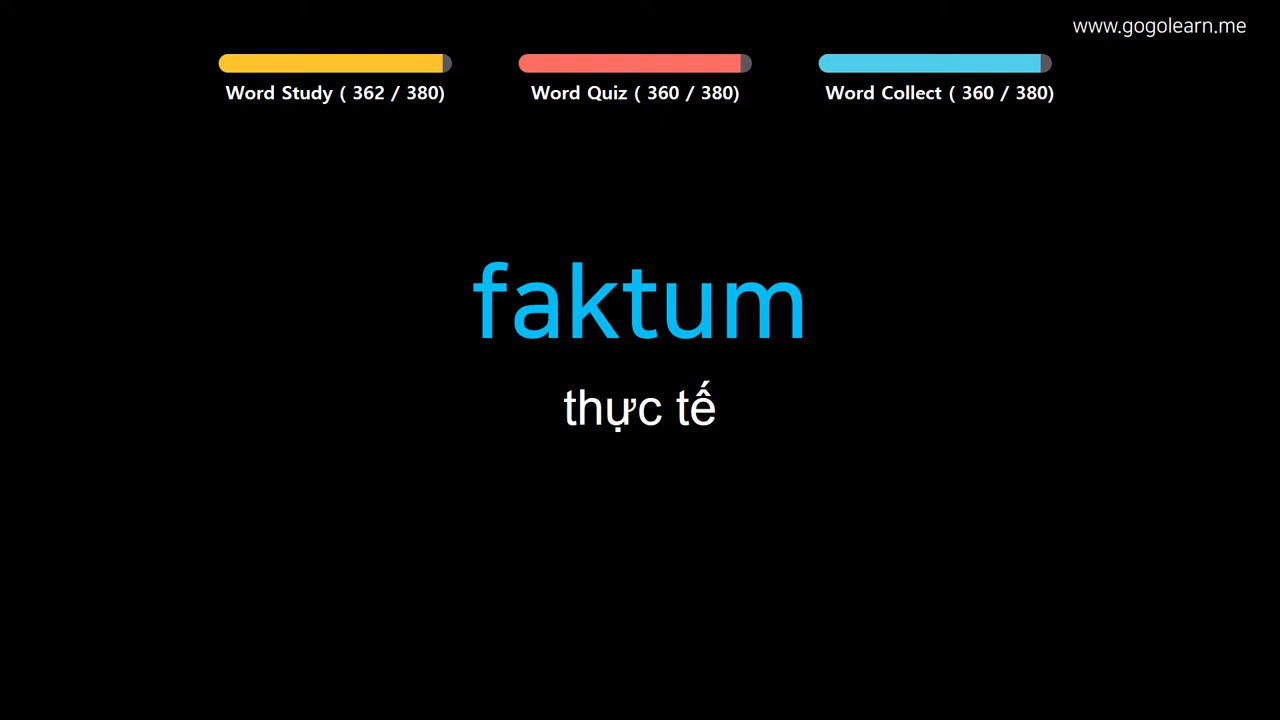 www.gogolearn.me
Word Study ( 362 / 380)
Word Quiz ( 360 / 380)
Word Collect ( 360 / 380)
faktum
thực tế